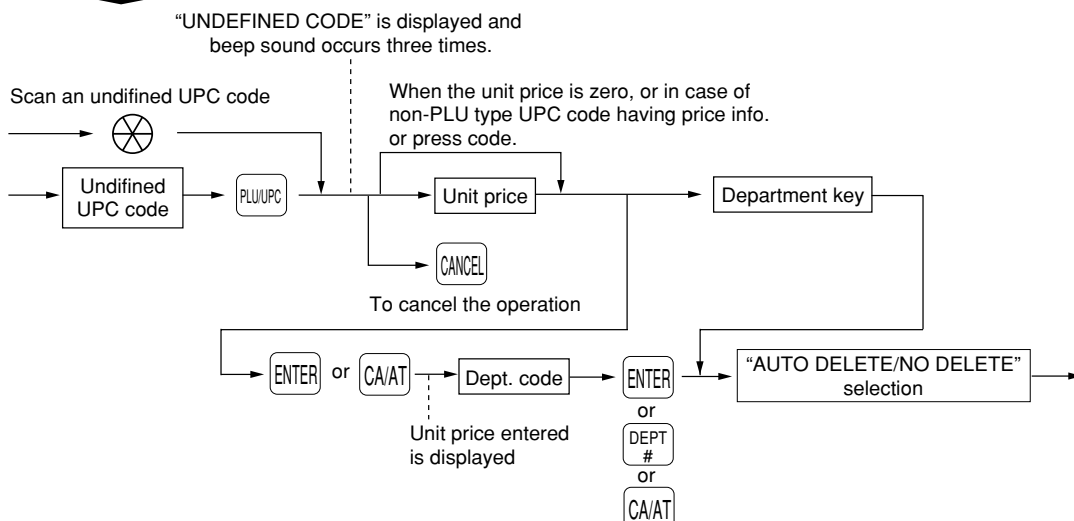 “UNDEFINED CODE” is displayed and
beep sound occurs three times.
Scan an undifined UPC code
When the unit price is zero, or in case of
non-PLU type UPC code having price info.
or press code.
Undifined
UPC code
PLU/UPC
Unit price
Department key
CANCEL
To cancel the operation
ENTER or CA/AT
Dept. code
ENTER
or
DEPT
#
or
CA/AT
“AUTO DELETE/NO DELETE”
selection
Unit price entered
is displayed